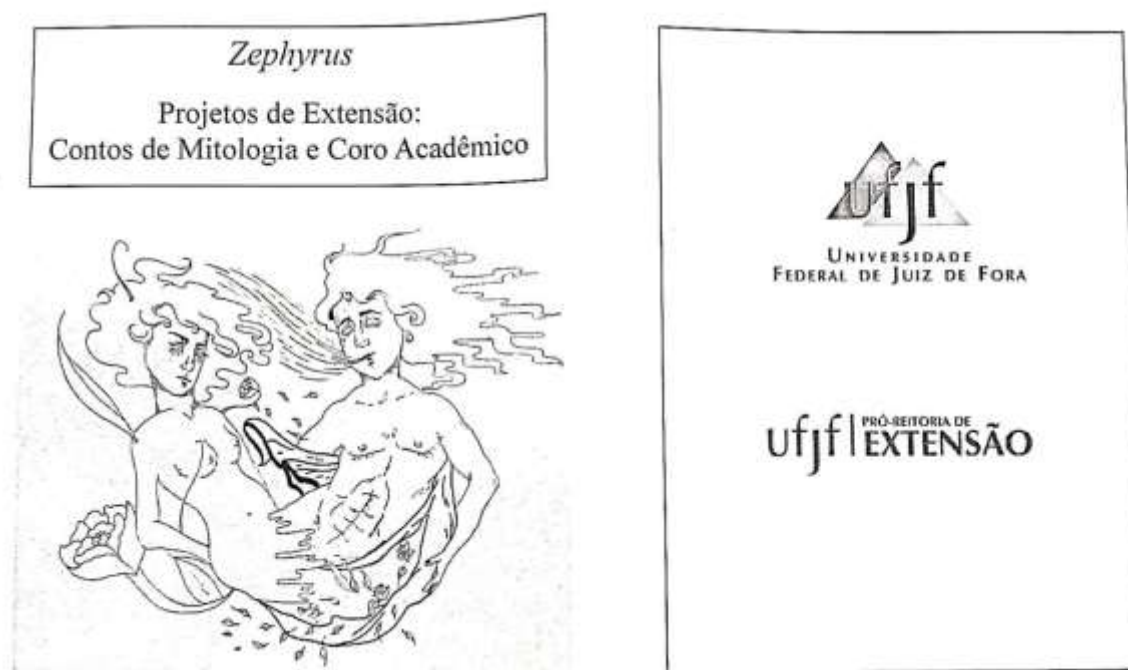 Zephyrus
Projetos de Extensão:
Contos de Mitologia e Coro Acadêmico
ufjf
UNIVERSIDADE
FEDERAL DE JUIZ DE FORA
ufjf | PRÓ-REITORIA DE
EXTENSÃO